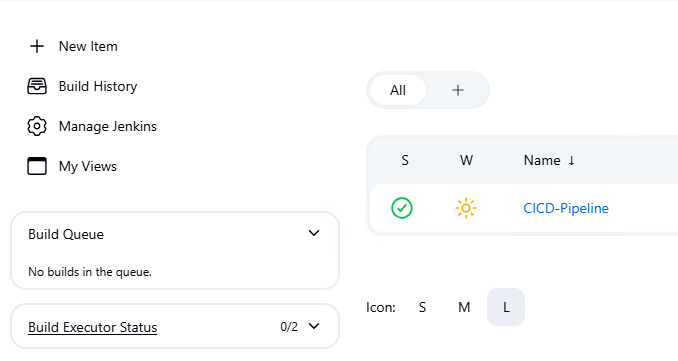 New Item
Build History
Manage Jenkins
My Views
Build Queue
No builds in the queue.
Build Executor Status 0/2
All +
S W Name ↓
CICD-Pipeline
Icon: S M L